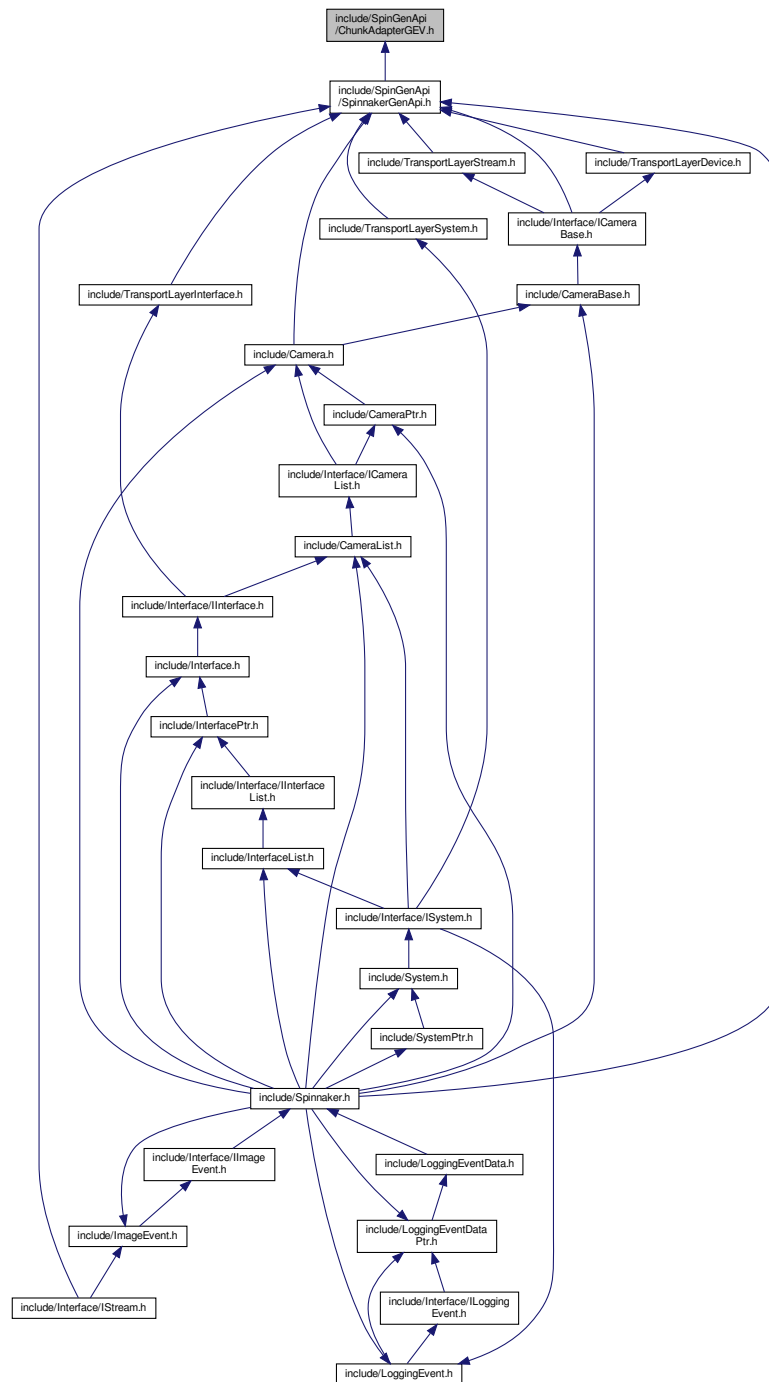 include/SpinGenApi
/ChunkAdapterGEV.h
include/SpinGenApi
/SpinnakerGenApi.h
include/TransportLayerStream.h
include/TransportLayerDevice.h
include/TransportLayerSystem.h
include/Interface/ICamera
Base.h
include/TransportLayerInterface.h
include/CameraBase.h
include/Camera.h
include/CameraPtr.h
include/Interface/ICamera
List.h
include/CameraList.h
include/Interface/IInterface.h
include/Interface.h
include/InterfacePtr.h
include/Interface/IInterface
List.h
include/InterfaceList.h
include/Interface/ISystem.h
include/System.h
include/SystemPtr.h
include/Spinnaker.h
include/Interface/IImage
Event.h
include/LoggingEventData.h
include/ImageEvent.h
include/LoggingEventData
Ptr.h
include/Interface/IStream.h
include/Interface/ILogging
Event.h
include/LoggingEvent.h